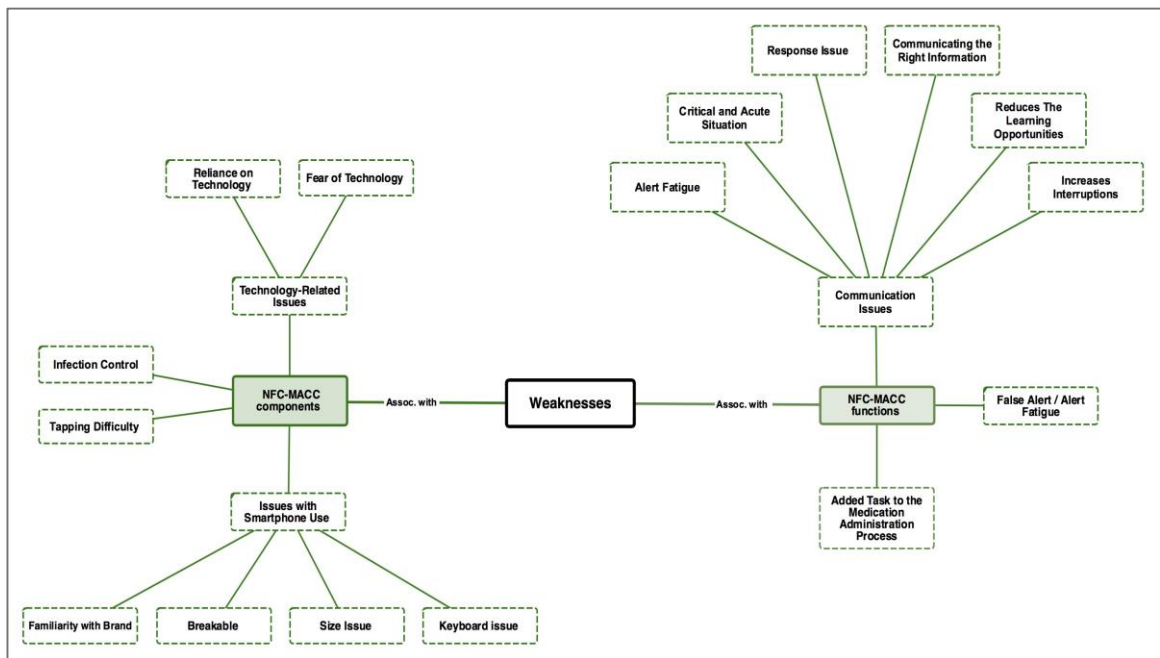 Response Issue
Communicating the
Right Information
Critical and Acute
Situation
Reduces The
Learning
Opportunities
Reliance on
Technology
Fear of Technology
Alert Fatigue
Increases
Interruptions
Technology-Related
Issues
Communication
Issues
Infection Control
NFC-MACC
components
Assoc. with
Weaknesses
Assoc. with
NFC-MACC
functions
False Alert / Alert
Fatigue
Tapping Difficulty
Issues with
Smartphone Use
Added Task to the
Medication
Administration
Process
Familiarity with Brand
Breakable
Size Issue
Keyboard issue